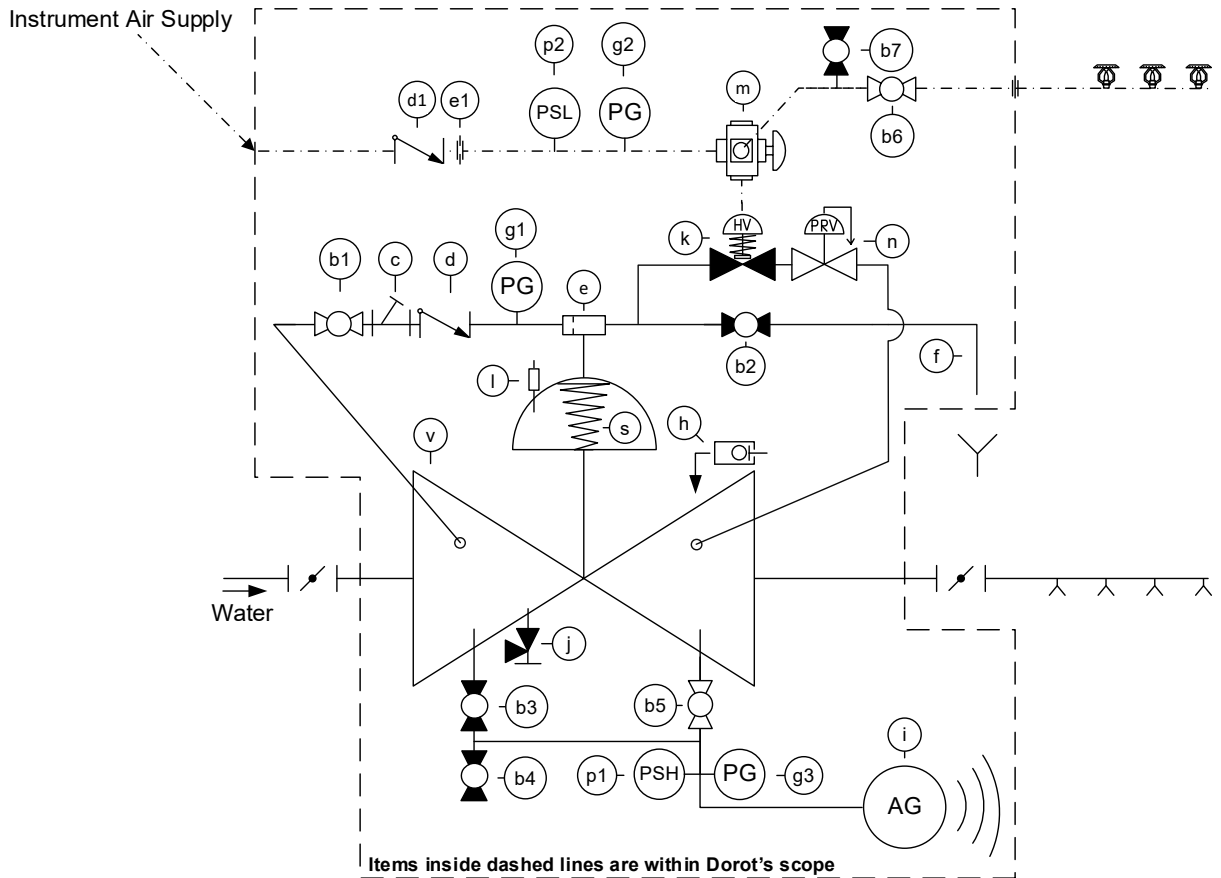 Instrument Air Supply
p2
g2
b7
d1
e1
m
PSL
PG
b6
g1
HV
PRV
k
n
b1
c
d
PG
e
b2
f
l
s
h
v
Water
j
b3
b5
i
b4
p1
PSH
PG
g3
AG
Items inside dashed lines are within Dorot's scope